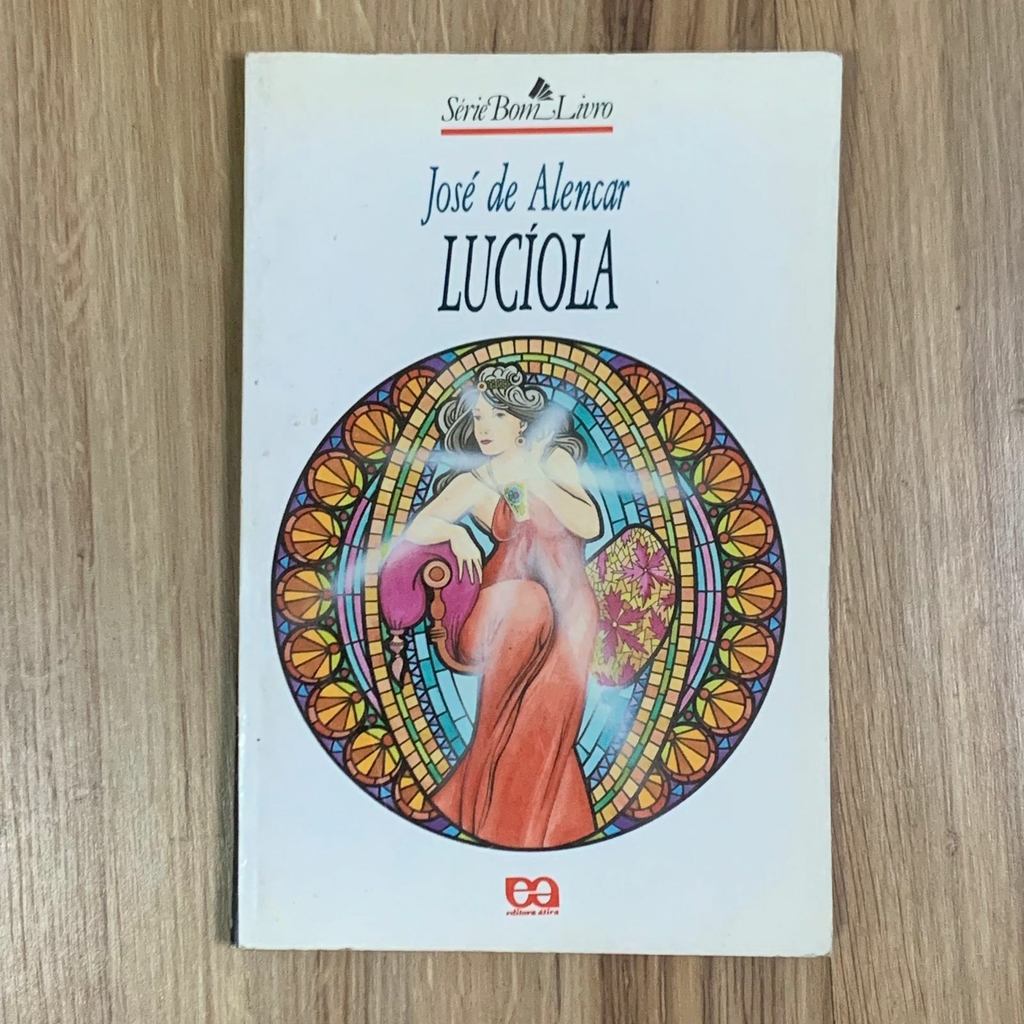 Série Bom Livro
José de Alencar
LUCÍOLA
editora ática